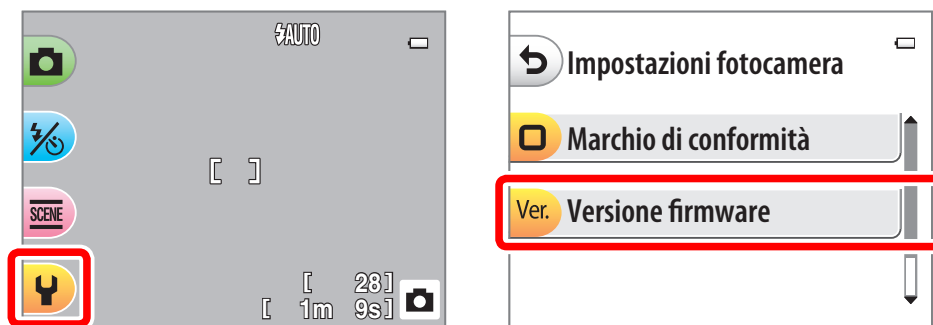 AUTO
SCENE
[ 28]
[ 1m 9s]
Impostazioni fotocamera
Marchio di conformità
Ver. Versione firmware